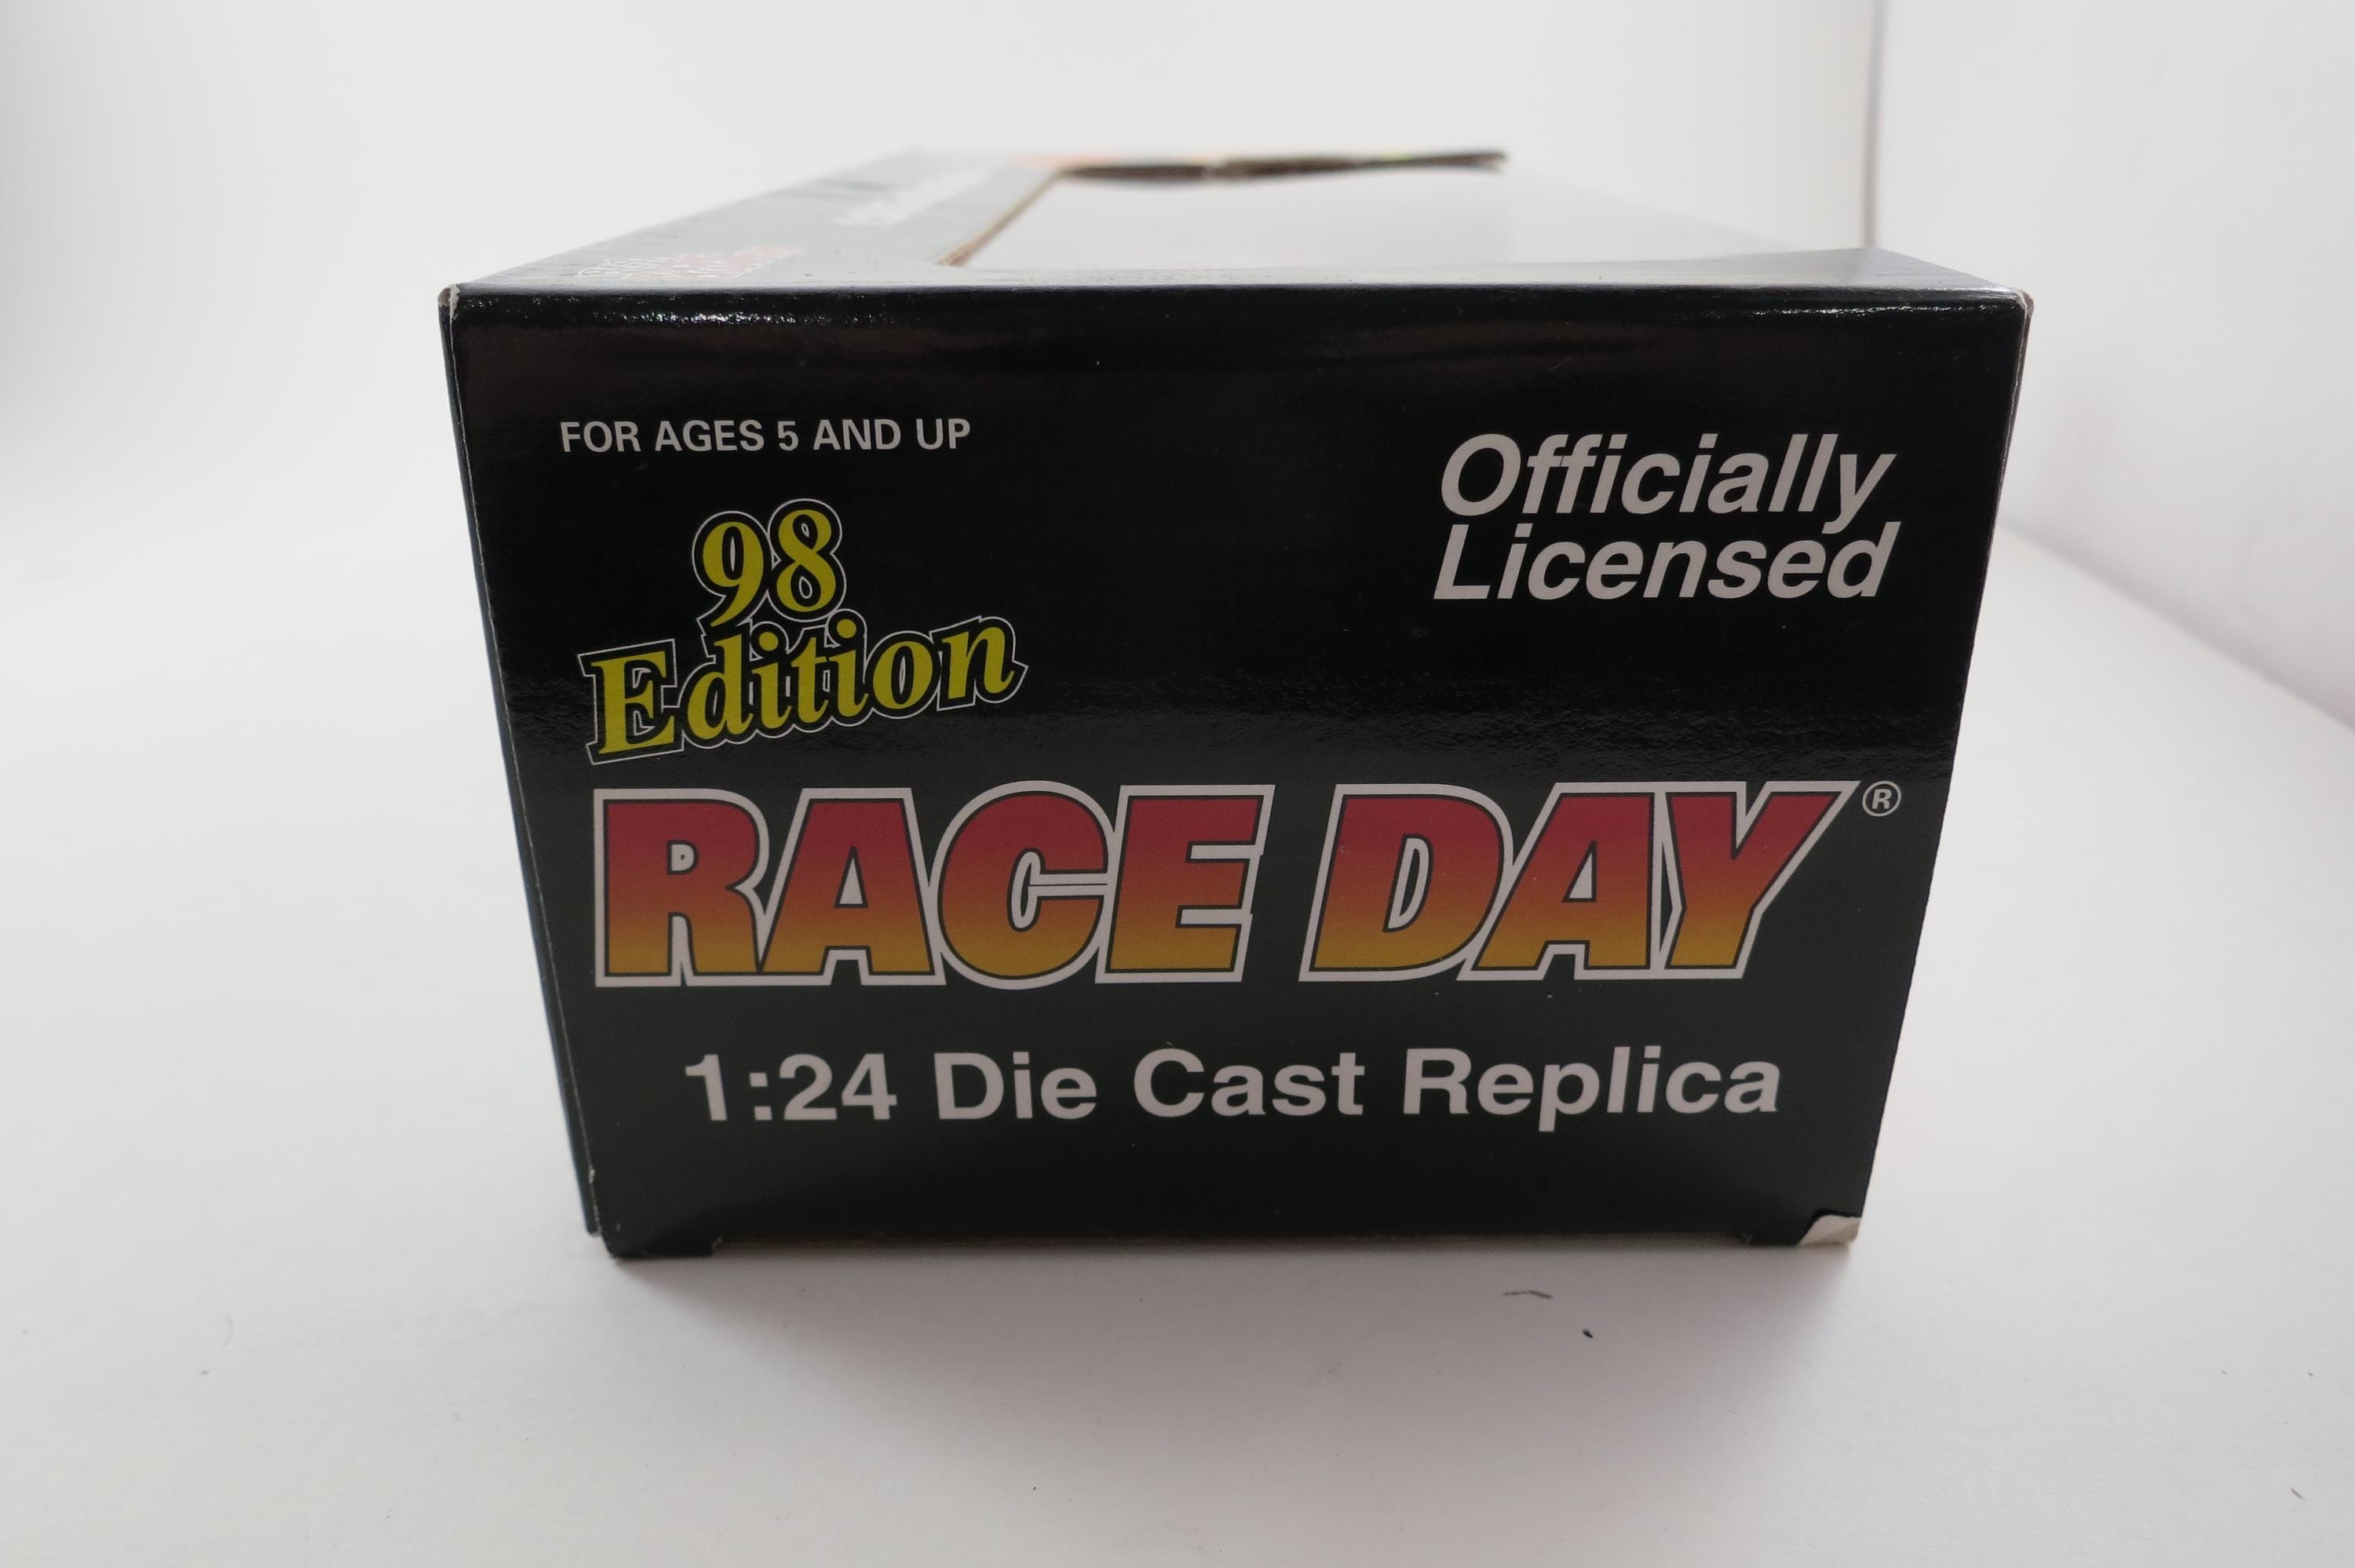 FOR AGES 5 AND UP
Officially
Licensed
98
Edition
RACE DAY®
1:24 Die Cast Replica